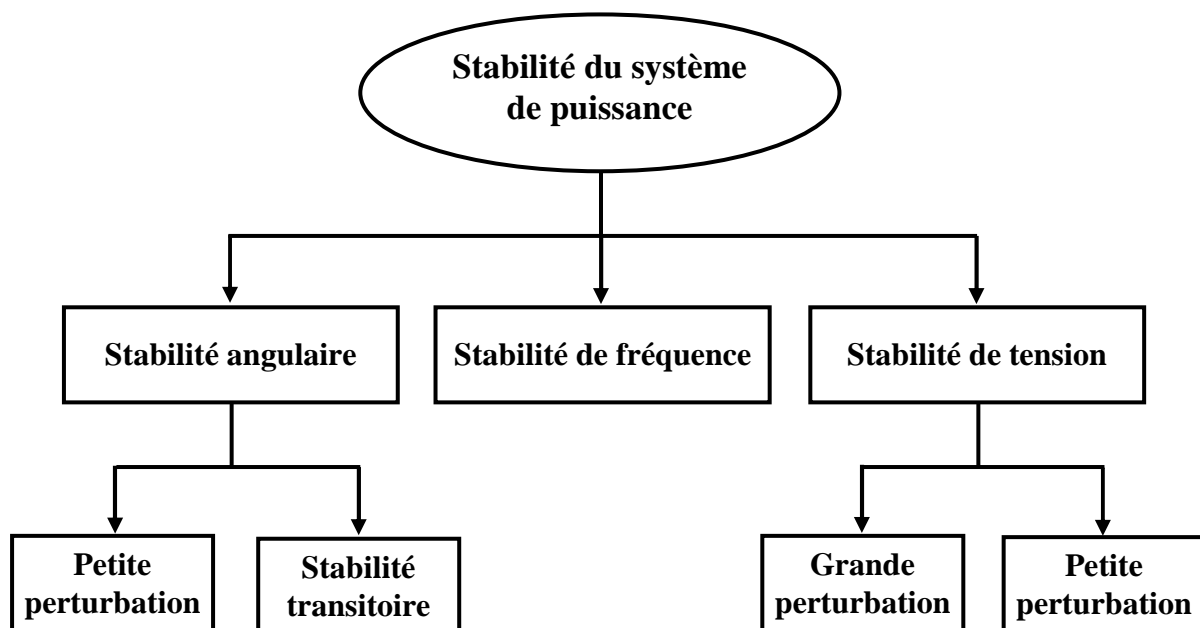 Stabilité du système
de puissance
Stabilité angulaire
Stabilité de fréquence
Stabilité de tension
Petite
perturbation
Stabilité
transitoire
Grande
perturbation
Petite
perturbation